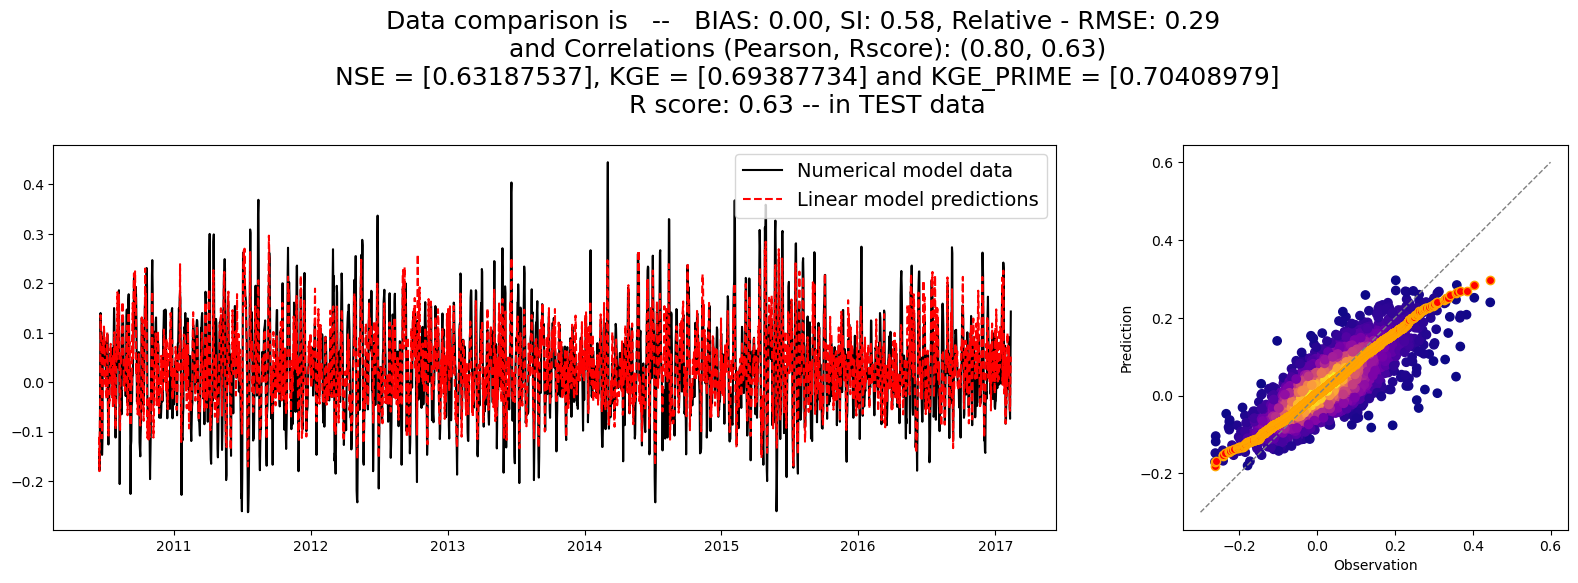 Data comparison is   --   BIAS: 0.00, SI: 0.58, Relative - RMSE: 0.29
and Correlations (Pearson, Rscore): (0.80, 0.63)
NSE = [0.63187537], KGE = [0.69387734] and KGE_PRIME = [0.70408979]
R score: 0.63 -- in TEST data
Numerical model data
Linear model predictions
0.4
0.3
0.2
0.1
0.0
−0.1
−0.2
2011 2012 2013 2014 2015 2016 2017
Prediction
0.6
0.4
0.2
0.0
−0.2
−0.2 0.0 0.2 0.4 0.6
Observation